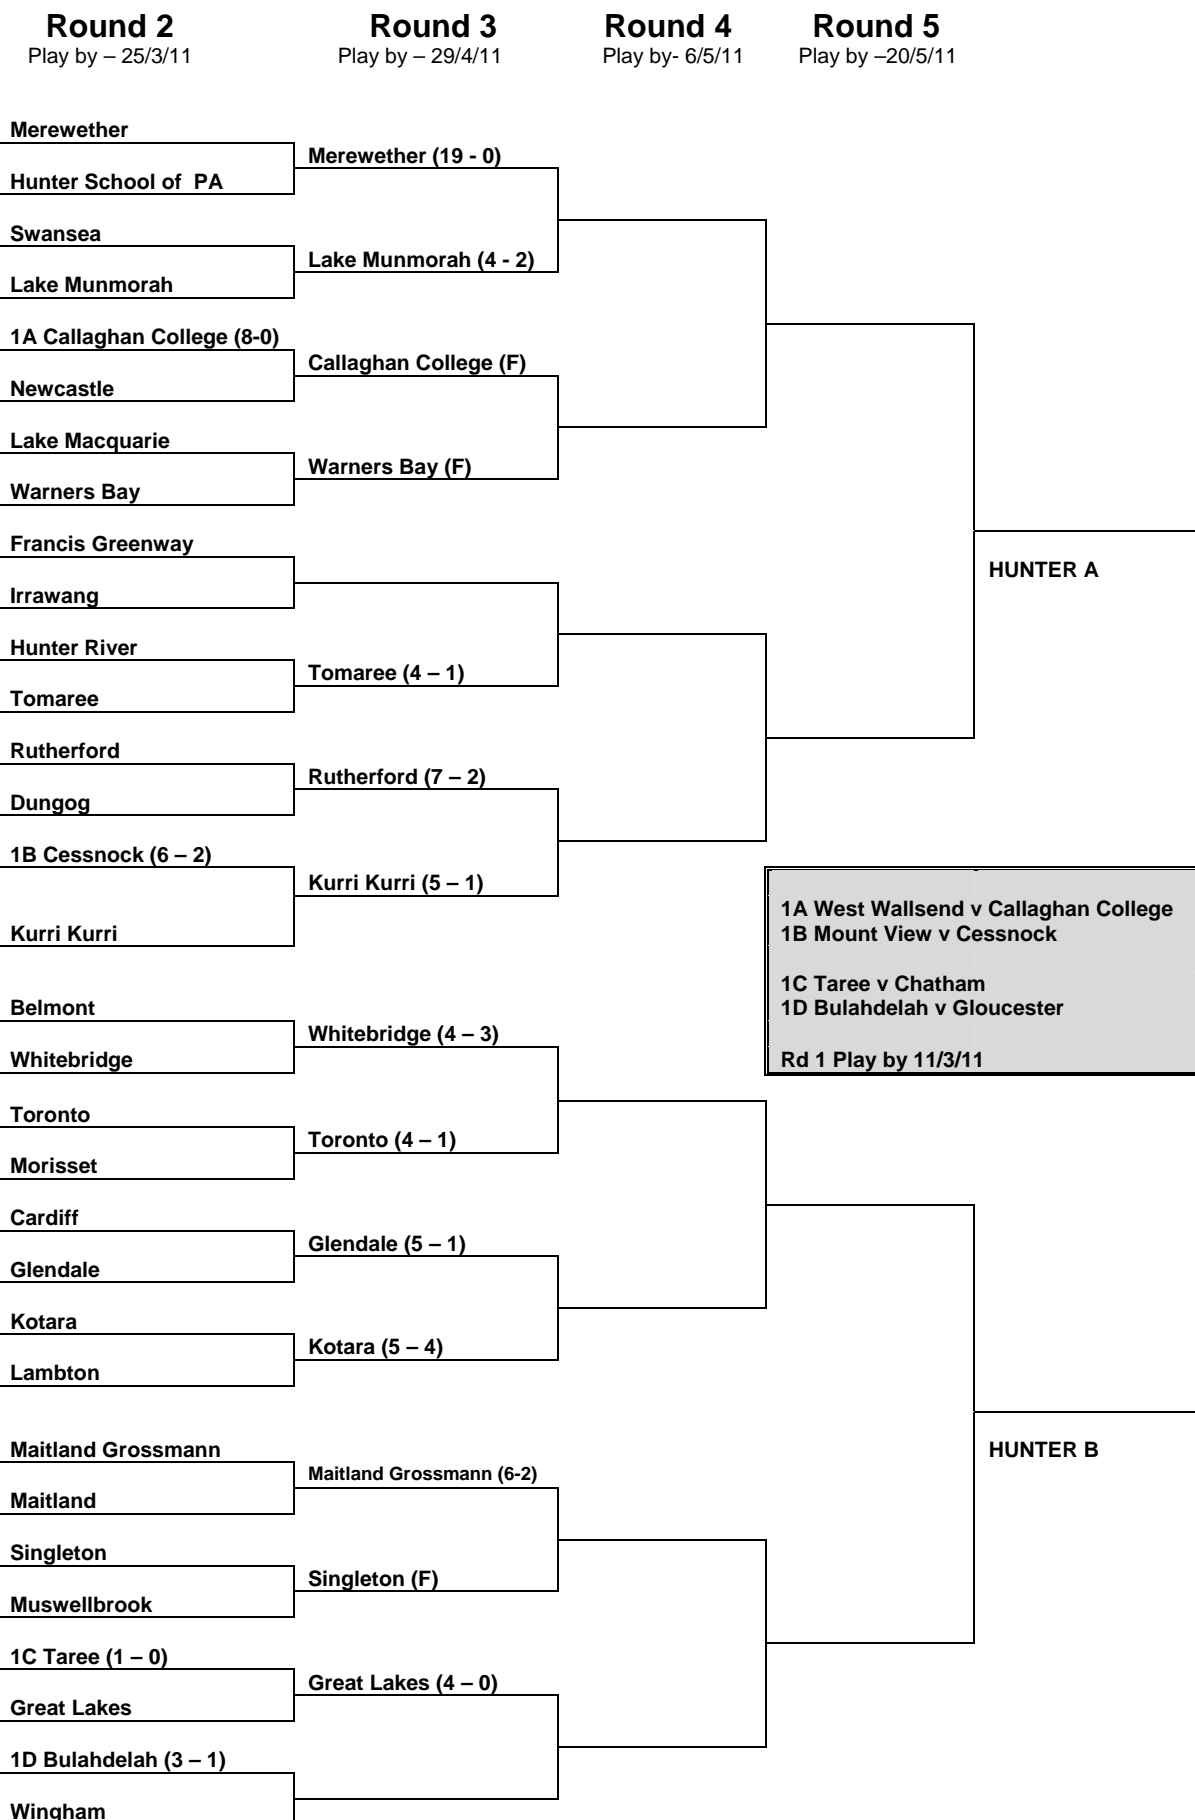 Round 2 Round 3 Round 4 Round 5
Play by – 25/3/11 Play by – 29/4/11 Play by- 6/5/11 Play by –20/5/11
Merewether
Merewether (19 - 0)
Hunter School of  PA
Swansea
Lake Munmorah (4 - 2)
Lake Munmorah
1A Callaghan College (8-0)
Callaghan College (F)
Newcastle
Lake Macquarie
Warners Bay (F)
Warners Bay
Francis Greenway
HUNTER A
Irrawang
Hunter River
Tomaree (4 – 1)
Tomaree
Rutherford
Rutherford (7 – 2)
Dungog
1B Cessnock (6 – 2)
Kurri Kurri (5 – 1)
Kurri Kurri
1A West Wallsend v Callaghan College
1B Mount View v Cessnock
1C Taree v Chatham
1D Bulahdelah v Gloucester
Rd 1 Play by 11/3/11
Belmont
Whitebridge (4 – 3)
Whitebridge
Toronto
Toronto (4 – 1)
Morisset
Cardiff
Glendale (5 – 1)
Glendale
Kotara
Kotara (5 – 4)
Lambton
Maitland Grossmann
HUNTER B
Maitland Grossmann (6-2)
Maitland
Singleton
Singleton (F)
Muswellbrook
1C Taree (1 – 0)
Great Lakes (4 – 0)
Great Lakes
1D Bulahdelah (3 – 1)
Wingham